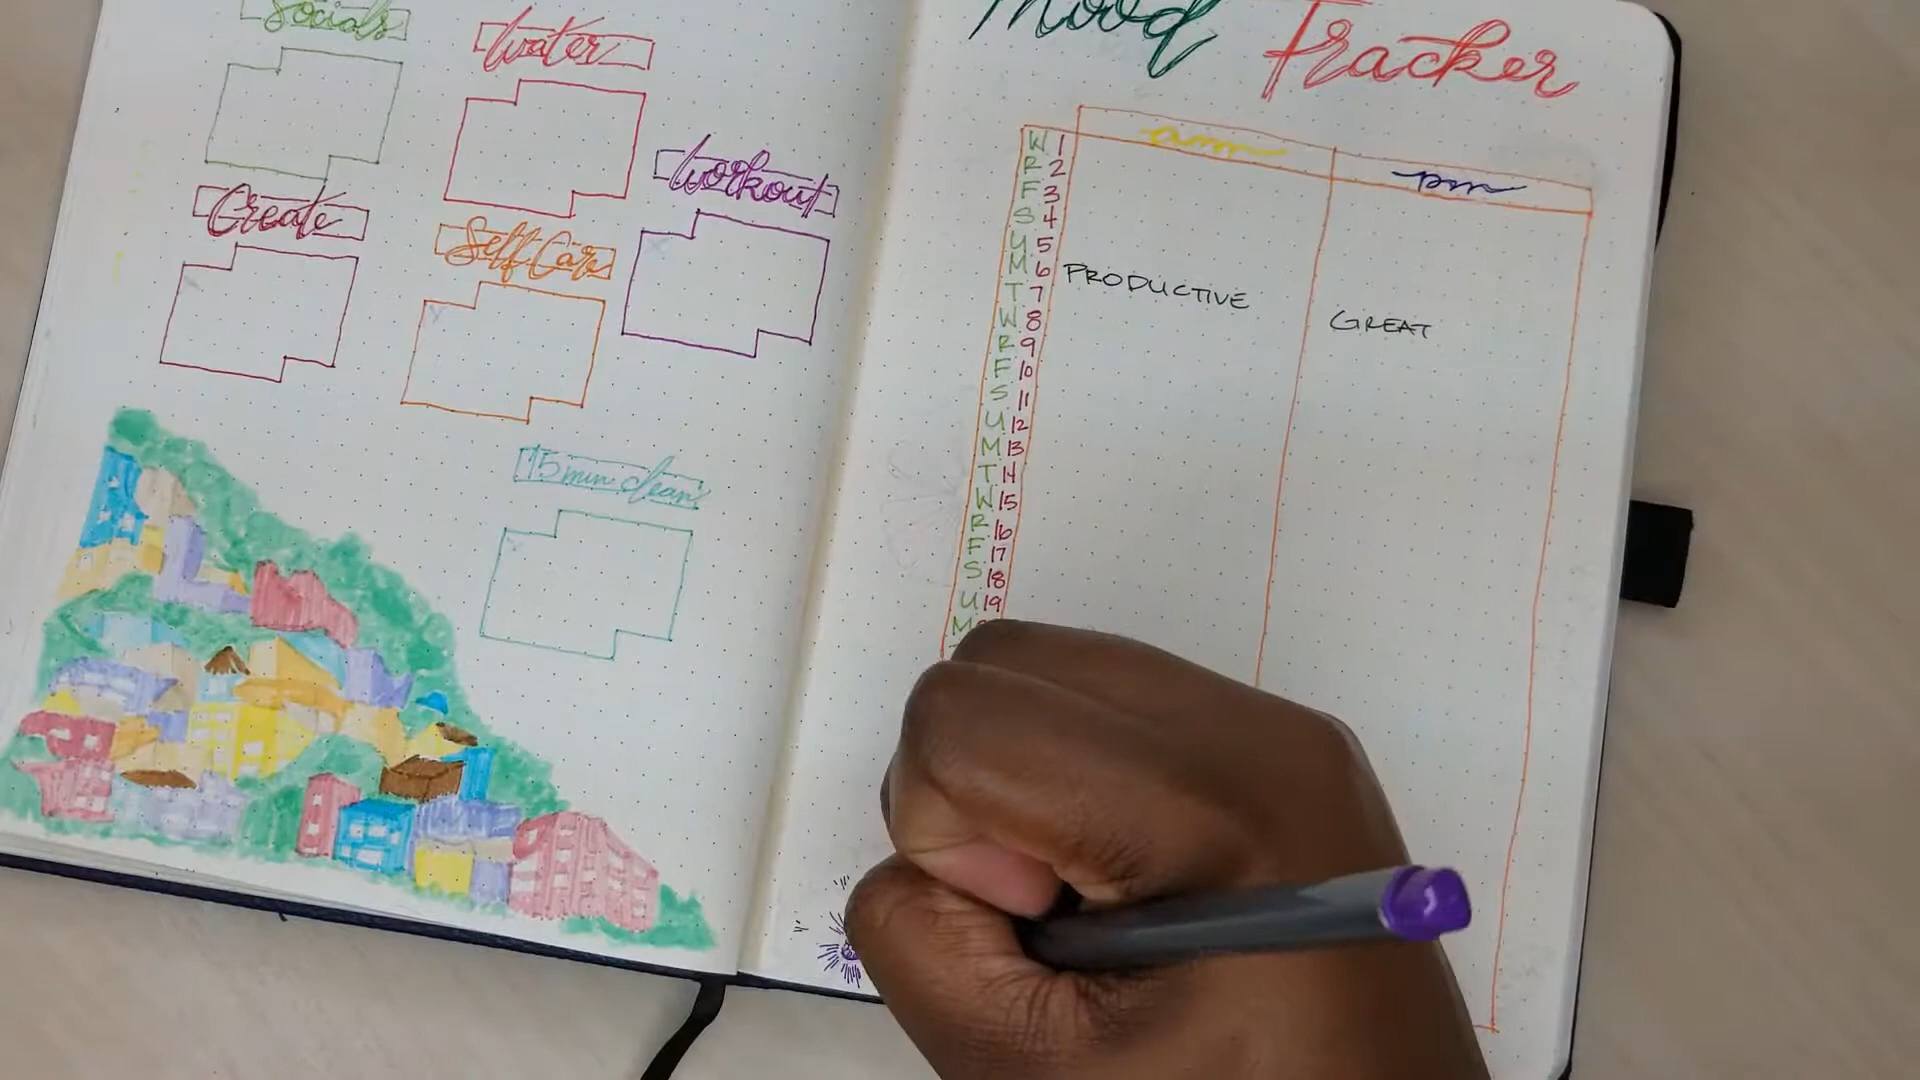 Socials
Water
Workout
Create
Self Care
15 min clean
Mood Tracker
am
pm
W 1
R 2
F 3
S 4
U 5
M 6 PRODUCTIVE
T 7
W 8 GREAT
R 9
F 10
S 11
U 12
M 13
T 14
W 15
R 16
F 17
S 18
U 19
M